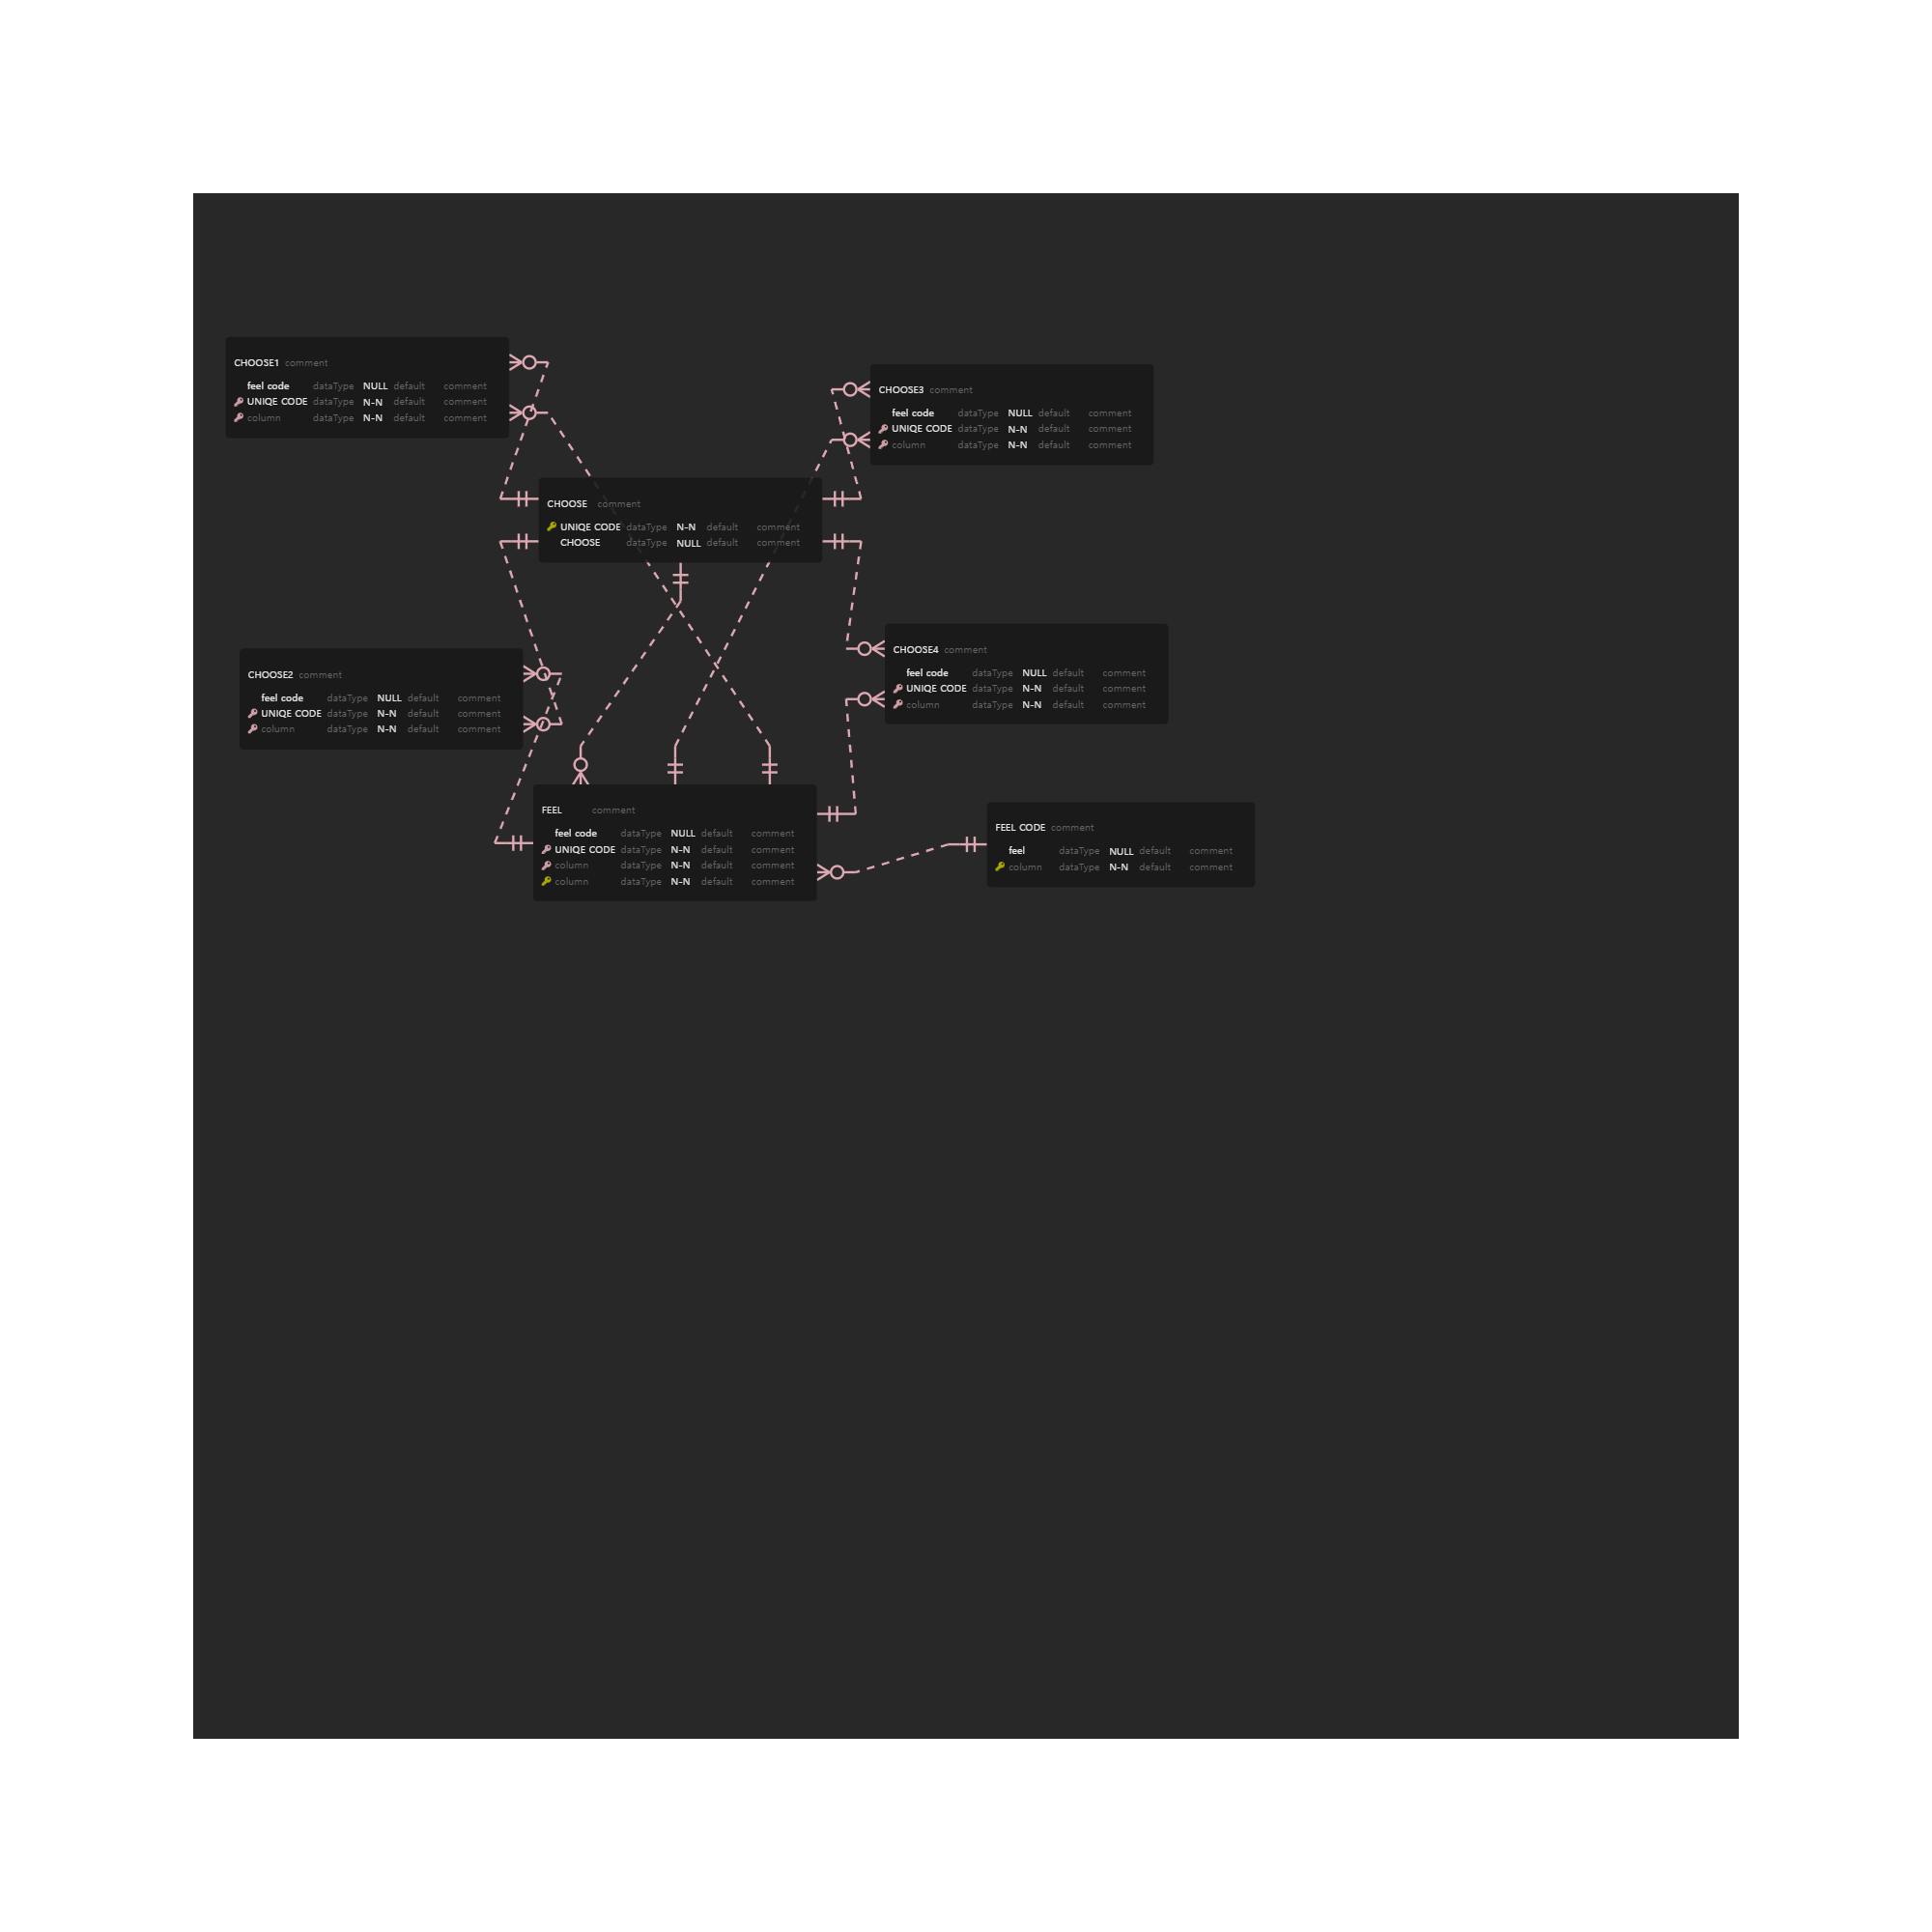 CHOOSE1 comment
feel code dataType NULL default comment
UNIQE CODE dataType N-N default comment
column dataType N-N default comment
CHOOSE3 comment
feel code dataType NULL default comment
UNIQE CODE dataType N-N default comment
column dataType N-N default comment
CHOOSE comment
UNIQE CODE dataType N-N default comment
CHOOSE dataType NULL default comment
CHOOSE4 comment
feel code dataType NULL default comment
UNIQE CODE dataType N-N default comment
column dataType N-N default comment
CHOOSE2 comment
feel code dataType NULL default comment
UNIQE CODE dataType N-N default comment
column dataType N-N default comment
FEEL comment
feel code dataType NULL default comment
UNIQE CODE dataType N-N default comment
column dataType N-N default comment
column dataType N-N default comment
FEEL CODE comment
feel dataType NULL default comment
column dataType N-N default comment